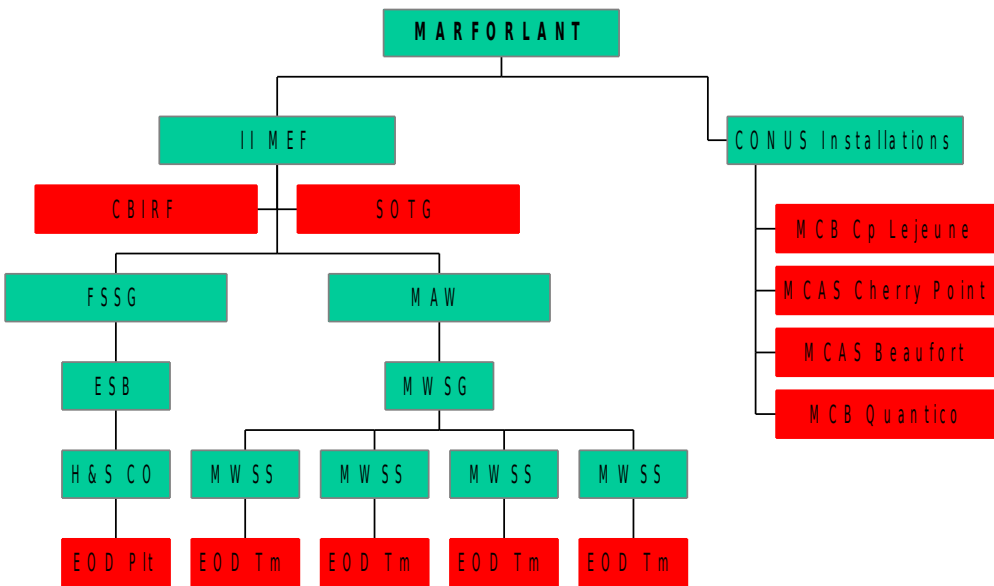 MARFORLANT
II MEF
CONUS Installations
CBIRF
SOTG
MCB Cp Lejeune
FSSG
MAW
MCAS Cherry Point
MCAS Beaufort
ESB
MWSG
MCB Quantico
H&S CO
MWSS
MWSS
MWSS
MWSS
EOD Plt
EOD Tm
EOD Tm
EOD Tm
EOD Tm